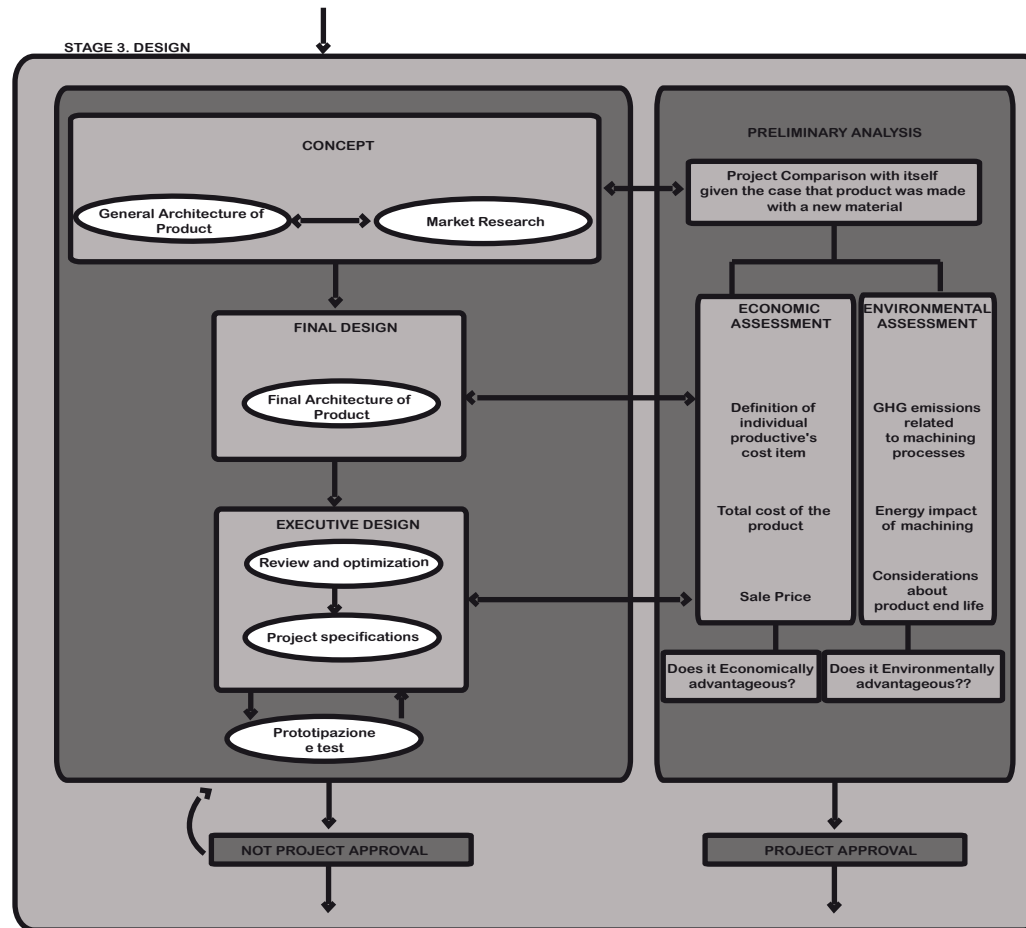 STAGE 3. DESIGN
CONCEPT
General Architecture of
Product
Market Research
FINAL DESIGN
Final Architecture of
Product
EXECUTIVE DESIGN
Review and optimization
Project specifications
Prototipazione
e test
NOT PROJECT APPROVAL
PRELIMINARY ANALYSIS
Project Comparison with itself
given the case that product was made
with a new material
ECONOMIC
ASSESSMENT
Definition of
individual
productive's
cost item
Total cost of the
product
Sale Price
Does it Economically
advantageous?
ENVIRONMENTAL
ASSESSMENT
GHG emissions
related
to machining
processes
Energy impact
of machining
Considerations
about
product end life
Does it Environmentally
advantageous??
PROJECT APPROVAL